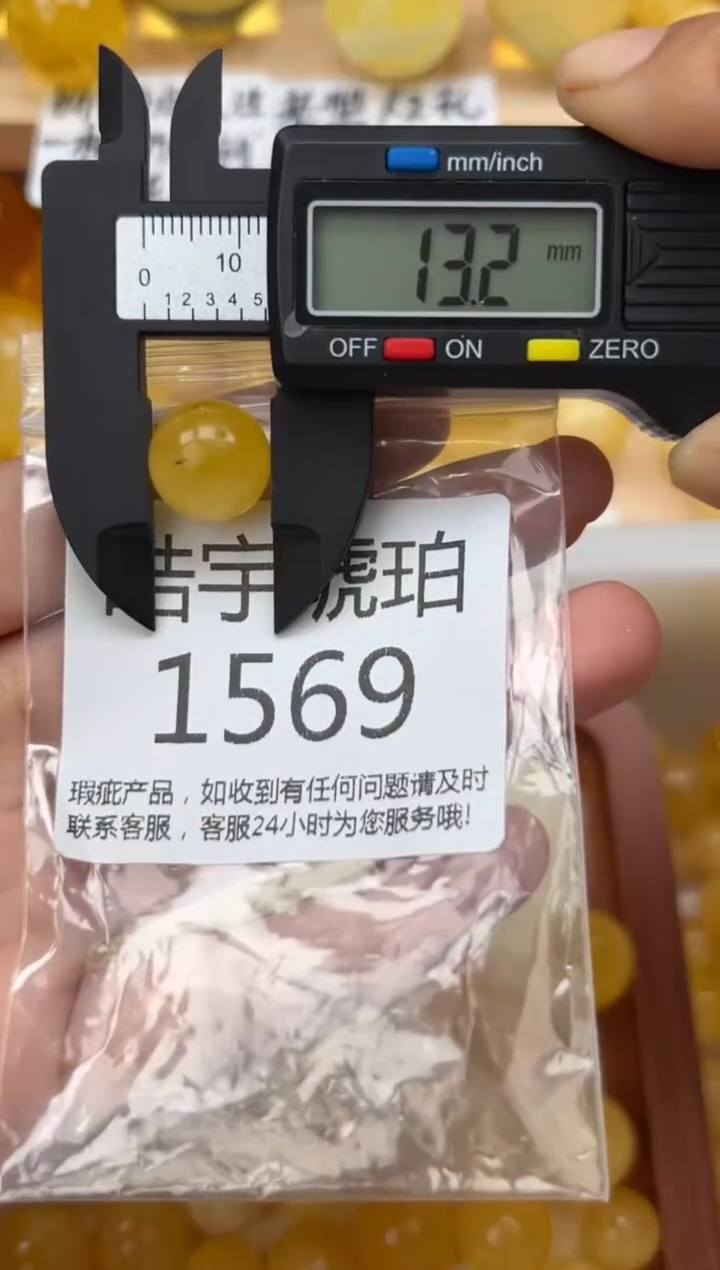 mm/inch
13.2 mm
0 10
1 2 3 4 5
OFF ON ZERO
皓宇琥珀
1569
瑕疵产品，如收到有任何问题请及时
联系客服，客服24小时为您服务哦!